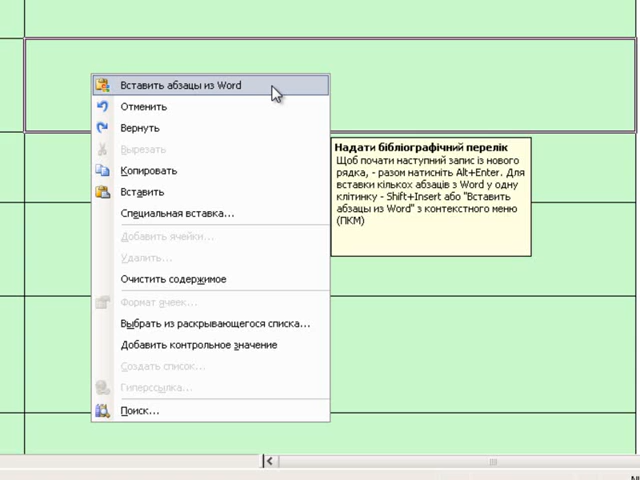 Вставить абзацы из Word
Отменить
Вернуть
Вырезать
Копировать
Вставить
Специальная вставка...
Добавить ячейки...
Удалить...
Очистить содержимое
Формат ячеек...
Выбрать из раскрывающегося списка...
Добавить контрольное значение
Создать список...
Гиперссылка...
Поиск...
Надати бібліографічний перелік
Щоб почати наступний запис із нового
рядка, - разом натисніть Alt+Enter. Для
вставки кількох абзаців з Word у одну
клітинку - Shift+Insert або "Вставить
абзацы из Word" з контекстного меню
(ПКМ)